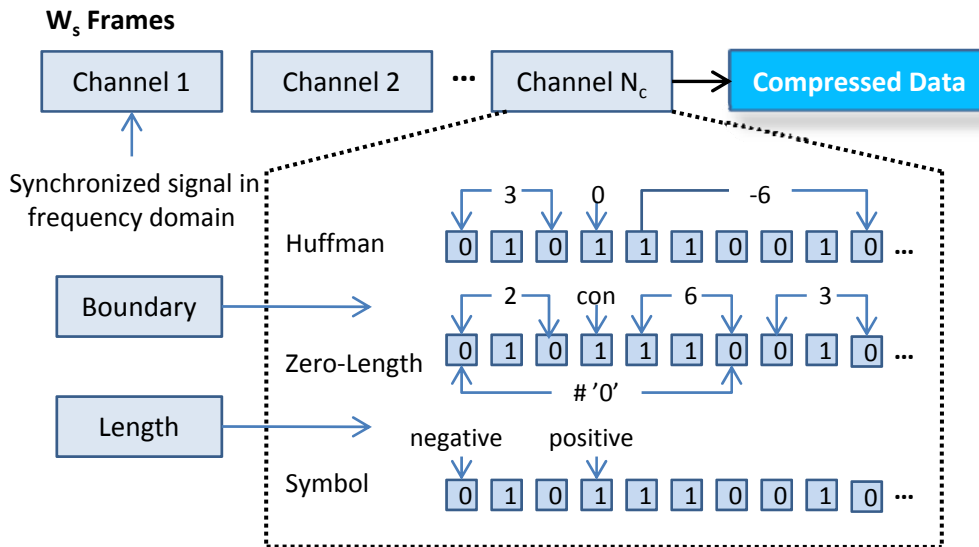 Wₛ Frames
Channel 1 Channel 2 ... Channel N꜀ Compressed Data
Synchronized signal in
frequency domain
3 0 -6
Huffman 0 1 0 1 1 1 0 0 1 0 ...
Boundary
2 con 6 3
Zero-Length 0 1 0 1 1 1 0 0 1 0 ...
# '0'
Length
negative positive
Symbol 0 1 0 1 1 1 0 0 1 0 ...